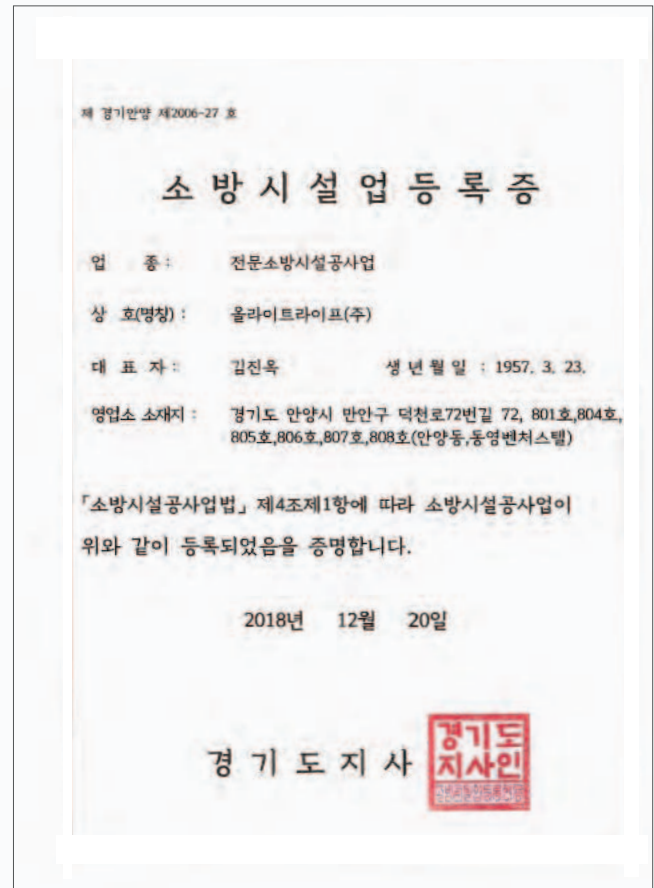 제 경기안양 제2006-27 호
소방시설업등록증
업 종 : 전문소방시설공사업
상 호(명칭) : 올라이트라이프(주)
대 표 자 : 김진옥 생년월일 : 1957. 3. 23.
영업소 소재지 : 경기도 안양시 만안구 덕천로72번길 72, 801호,804호,
805호,806호,807호,808호(안양동,동영벤처스텔)
「소방시설공사업법」 제4조제1항에 따라 소방시설공사업이
위와 같이 등록되었음을 증명합니다.
2018년 12월 20일
경기도지사
경기도
지사인